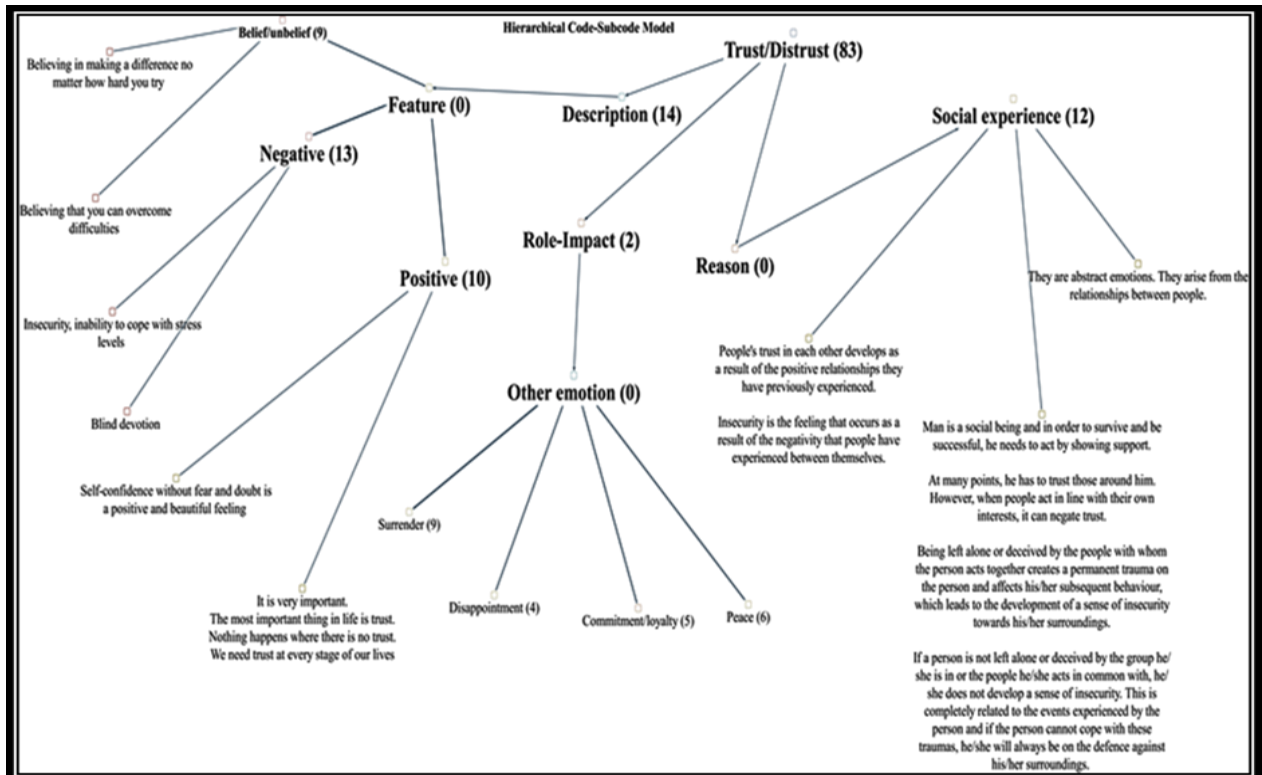 Hierarchical Code-Subcode Model
Belief/unbelief (9)
Trust/Distrust (83)
Believing in making a difference no
matter how hard you try
Feature (0)
Description (14)
Social experience (12)
Negative (13)
Believing that you can overcome
difficulties
Role-Impact (2)
Reason (0)
Positive (10)
They are abstract emotions. They arise from the
relationships between people.
Insecurity, inability to cope with stress
levels
People's trust in each other develops as
a result of the positive relationships they
have previously experienced.
Insecurity is the feeling that occurs as a
result of the negativity that people have
experienced between themselves.
Other emotion (0)
Blind devotion
Man is a social being and in order to survive and be
successful, he needs to act by showing support.
At many points, he has to trust those around him.
However, when people act in line with their own
interests, it can negate trust.
Being left alone or deceived by the people with whom
the person acts together creates a permanent trauma on
the person and affects his/her subsequent behaviour,
which leads to the development of a sense of insecurity
towards his/her surroundings.
If a person is not left alone or deceived by the group he/
she is in or the people he/she acts in common with, he/
she does not develop a sense of insecurity. This is
completely related to the events experienced by the
person and if the person cannot cope with these
traumas, he/she will always be on the defence against
his/her surroundings.
Self-confidence without fear and doubt is
a positive and beautiful feeling
Surrender (9)
Disappointment (4)
Commitment/loyalty (5)
Peace (6)
It is very important.
The most important thing in life is trust.
Nothing happens where there is no trust.
We need trust at every stage of our lives